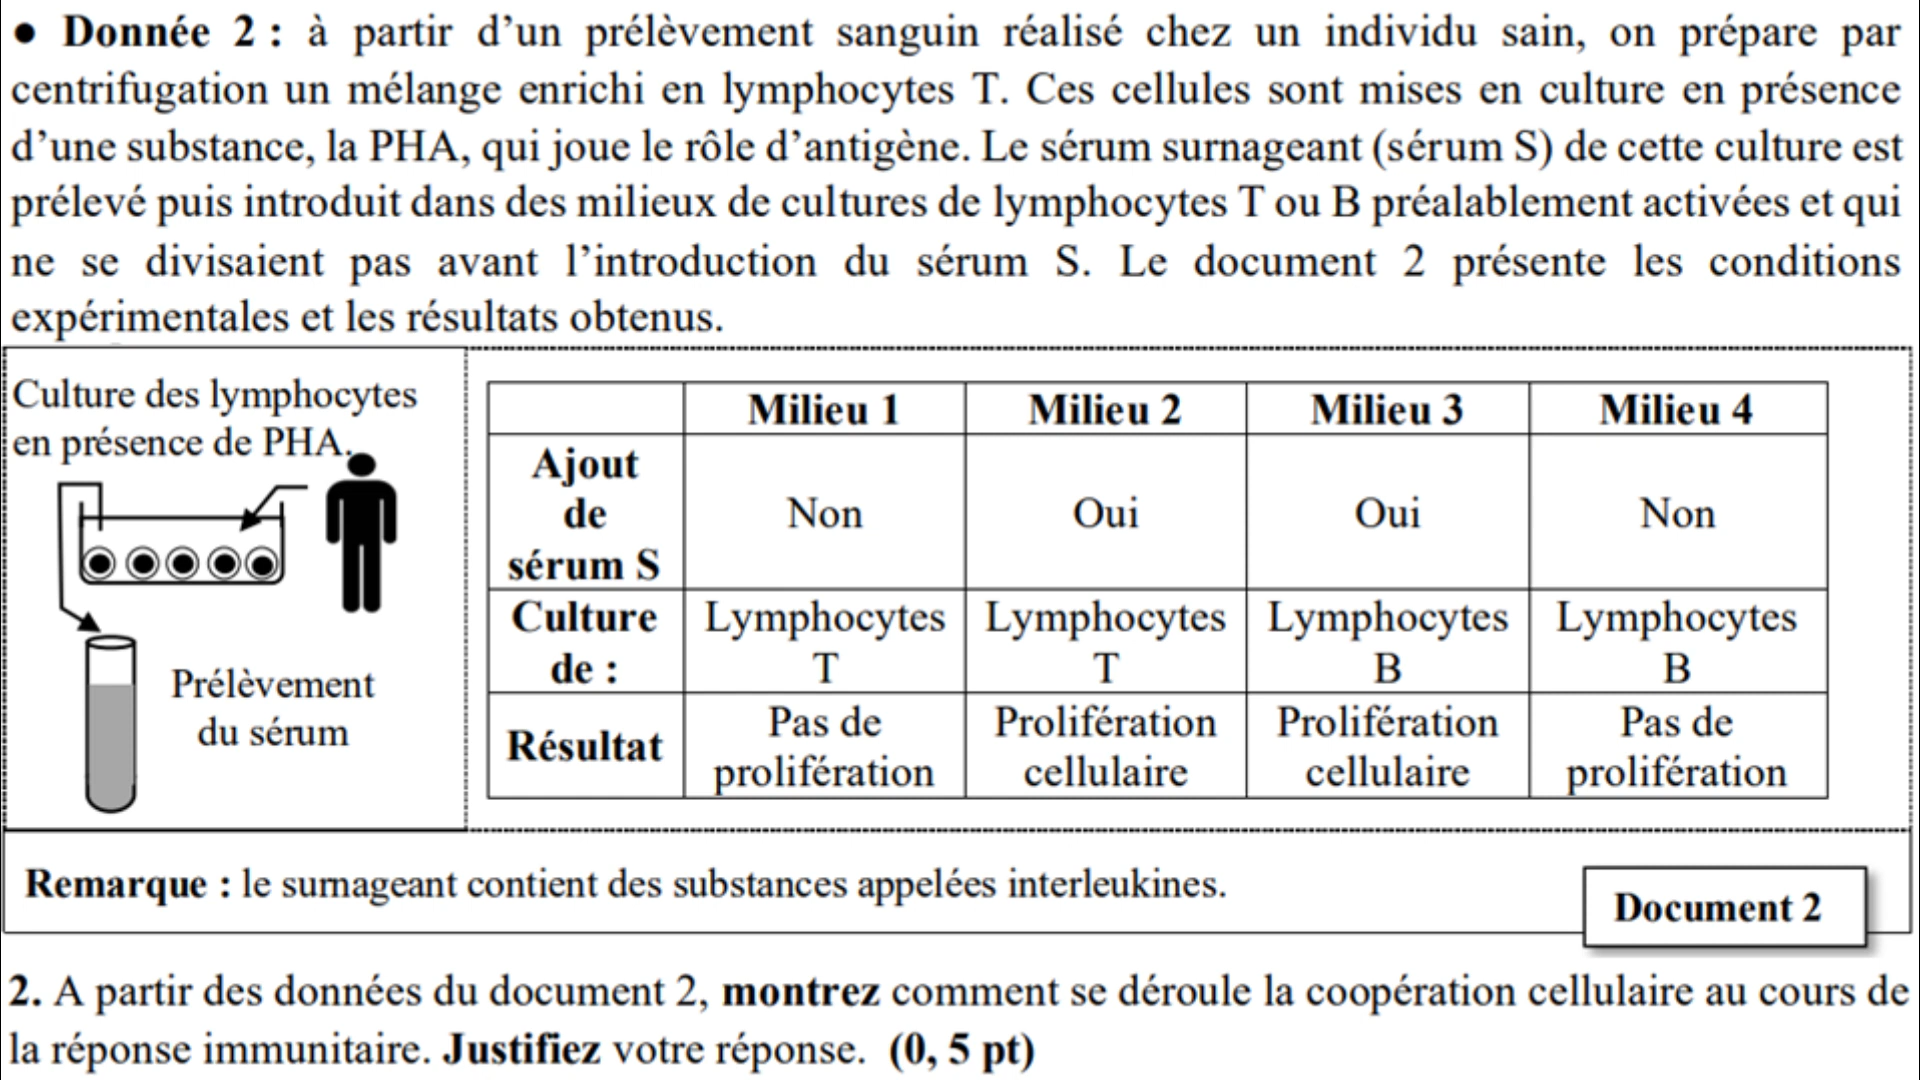 ● Donnée 2 : à partir d’un prélèvement sanguin réalisé chez un individu sain, on prépare par
centrifugation un mélange enrichi en lymphocytes T. Ces cellules sont mises en culture en présence
d’une substance, la PHA, qui joue le rôle d’antigène. Le sérum surnageant (sérum S) de cette culture est
prélevé puis introduit dans des milieux de cultures de lymphocytes T ou B préalablement activées et qui
ne se divisaient pas avant l’introduction du sérum S. Le document 2 présente les conditions
expérimentales et les résultats obtenus.
Culture des lymphocytes
en présence de PHA.
Prélèvement
du sérum
Milieu 1 Milieu 2 Milieu 3 Milieu 4
Ajout
de
sérum S
Non Oui Oui Non
Culture
de :
Lymphocytes Lymphocytes Lymphocytes Lymphocytes
T T B B
Résultat
Pas de Prolifération Prolifération Pas de
prolifération cellulaire cellulaire prolifération
Remarque : le surnageant contient des substances appelées interleukines.
Document 2
2. A partir des données du document 2, montrez comment se déroule la coopération cellulaire au cours de
la réponse immunitaire. Justifiez votre réponse. (0, 5 pt)